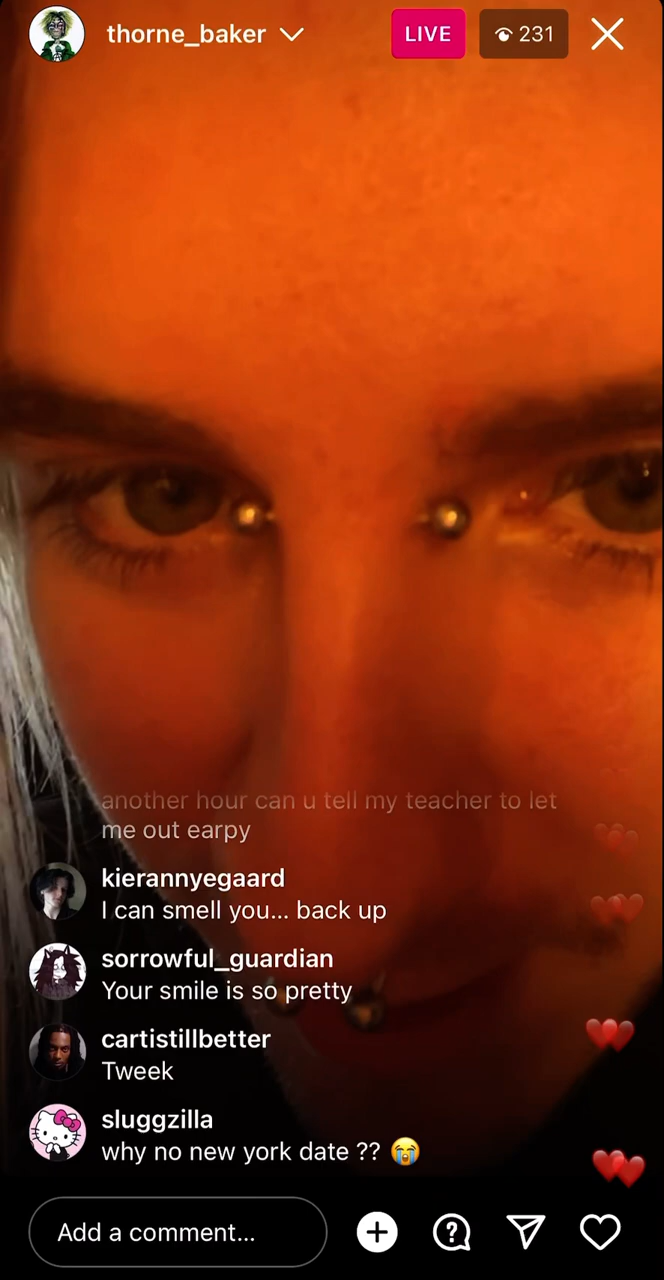 thorne_baker
LIVE
231
another hour can u tell my teacher to let
me out earpy
kierannyegaard
I can smell you... back up
sorrowful_guardian
Your smile is so pretty
cartistillbetter
Tweek
sluggzilla
why no new york date ?? 😭
Add a comment...